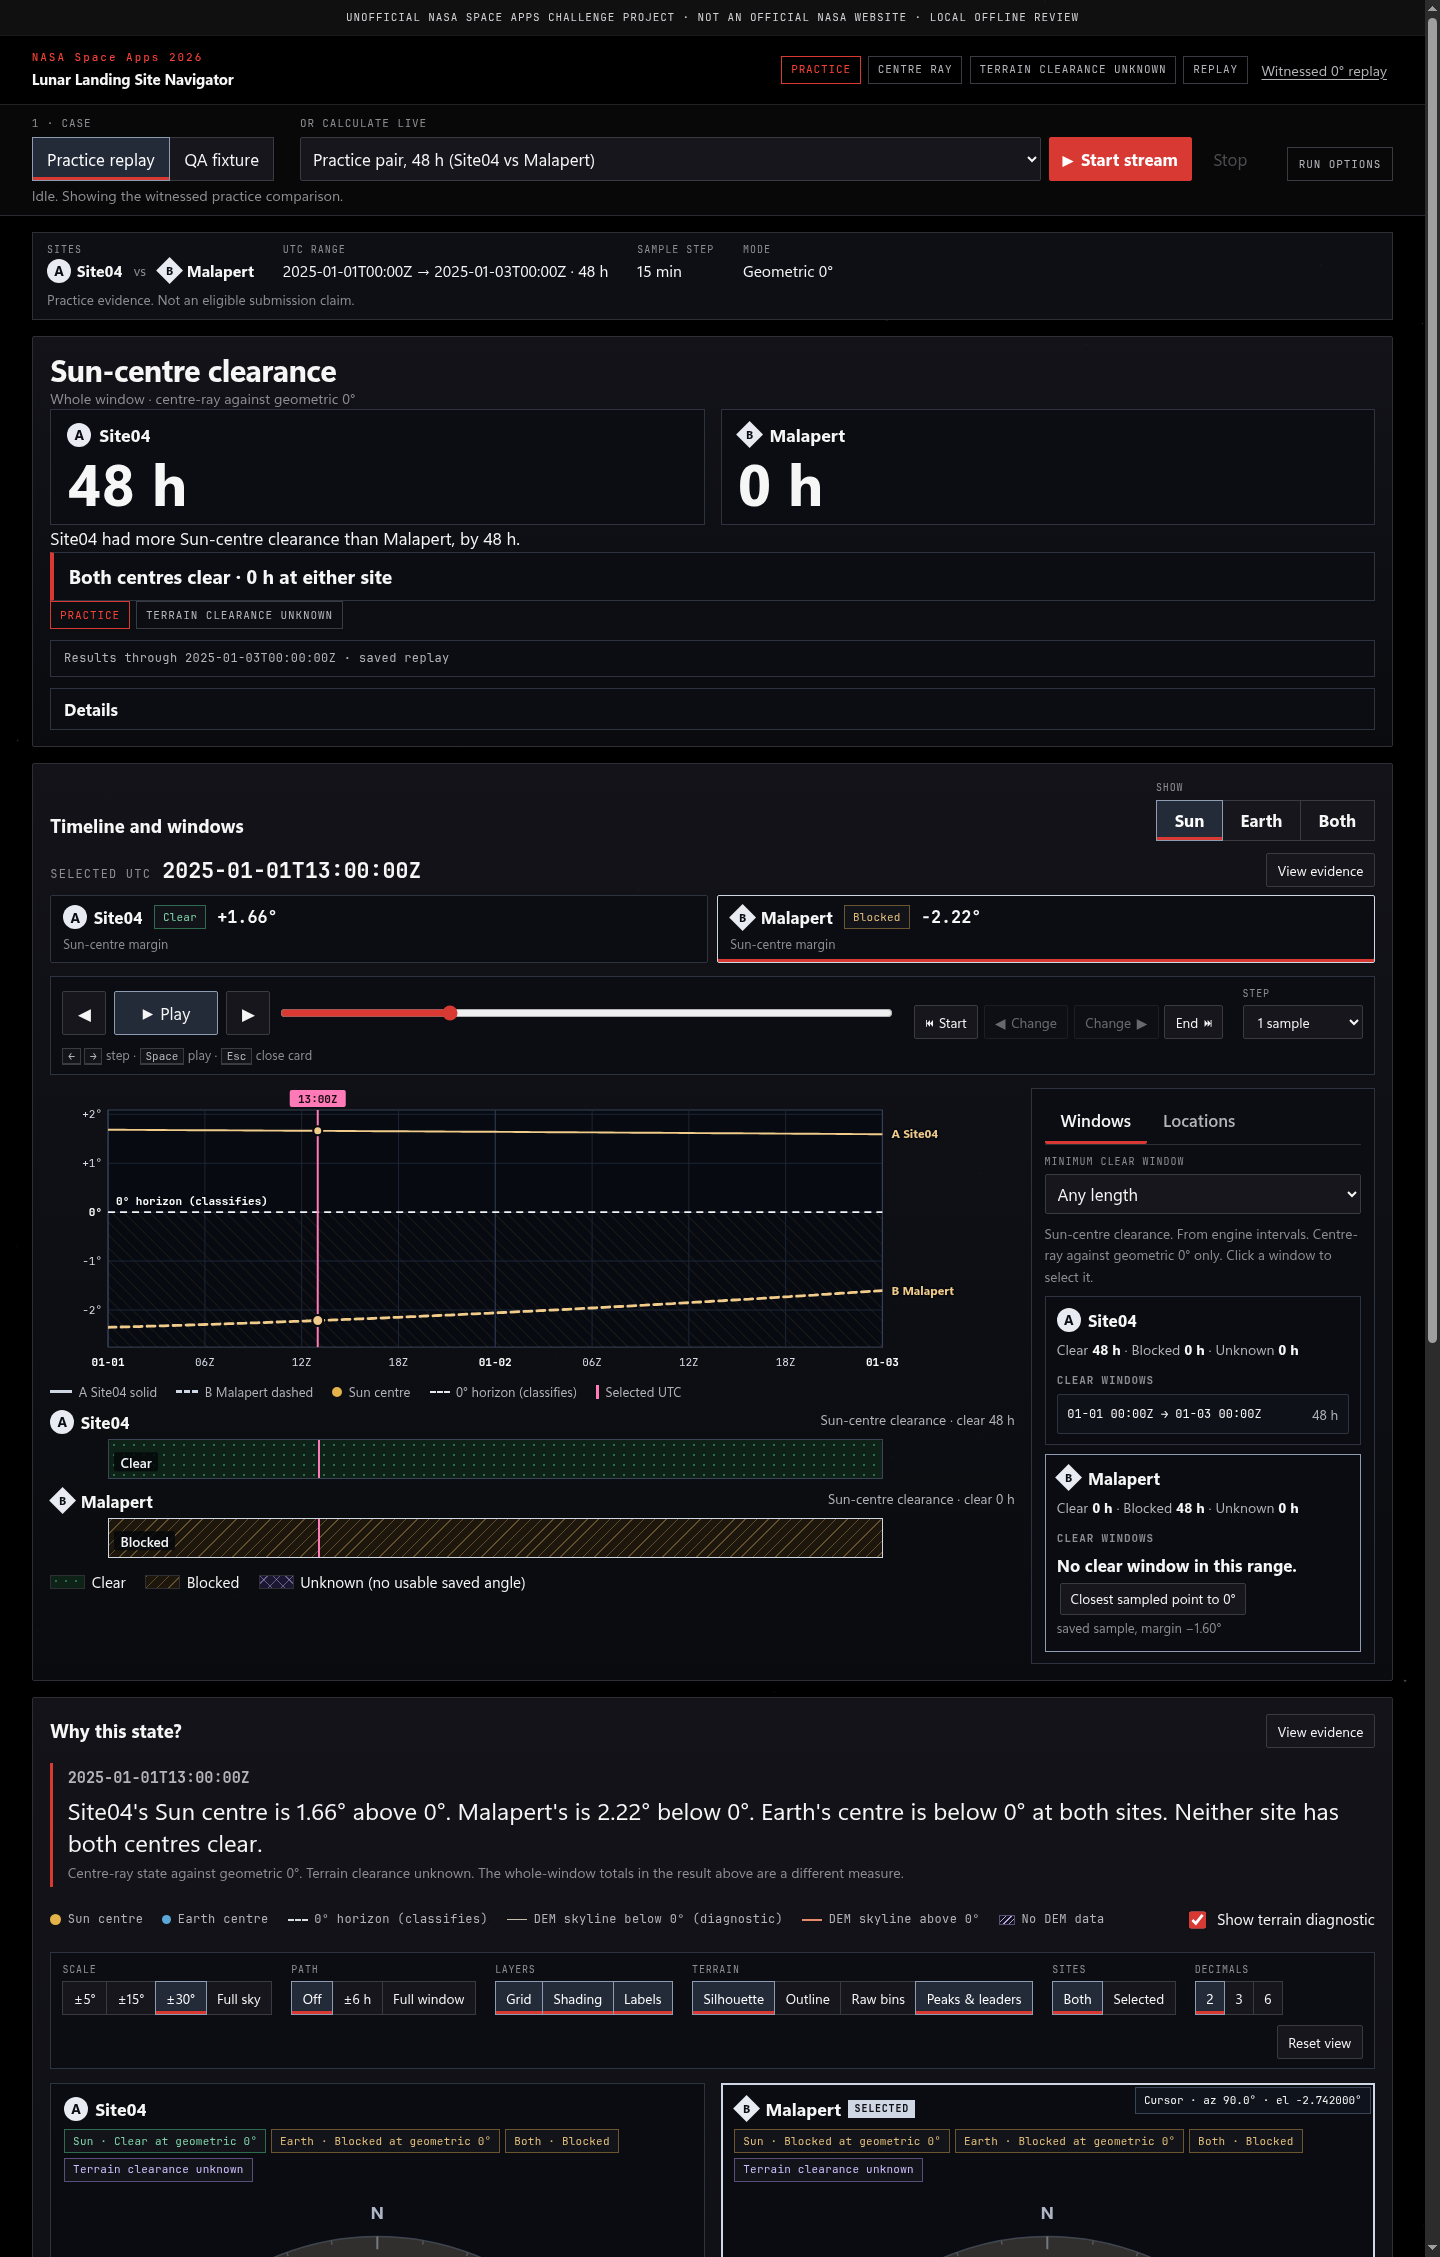 UNOFFICIAL NASA SPACE APPS CHALLENGE PROJECT · NOT AN OFFICIAL NASA WEBSITE · LOCAL OFFLINE REVIEW
NASA Space Apps 2026
Lunar Landing Site Navigator
PRACTICE
CENTRE RAY
TERRAIN CLEARANCE UNKNOWN
REPLAY
Witnessed 0° replay
1 · CASE
Practice replay
QA fixture
OR CALCULATE LIVE
Practice pair, 48 h (Site04 vs Malapert)
▶ Start stream
Stop
RUN OPTIONS
Idle. Showing the witnessed practice comparison.
SITES
A Site04 vs B Malapert
UTC RANGE
2025-01-01T00:00Z → 2025-01-03T00:00Z · 48 h
SAMPLE STEP
15 min
MODE
Geometric 0°
Practice evidence. Not an eligible submission claim.
Sun-centre clearance
Whole window · centre-ray against geometric 0°
A Site04
48 h
B Malapert
0 h
Site04 had more Sun-centre clearance than Malapert, by 48 h.
Both centres clear · 0 h at either site
PRACTICE
TERRAIN CLEARANCE UNKNOWN
Results through 2025-01-03T00:00:00Z · saved replay
Details
Timeline and windows
SHOW
Sun
Earth
Both
SELECTED UTC 2025-01-01T13:00:00Z
View evidence
A Site04 Clear +1.66°
Sun-centre margin
B Malapert Blocked -2.22°
Sun-centre margin
◀
▶ Play
▶
⏮ Start
◀ Change
Change ▶
End ⏭
STEP
1 sample
← → step · Space play · Esc close card
13:00Z
+2°
+1°
0°
-1°
-2°
0° horizon (classifies)
A Site04
B Malapert
01-01 06Z 12Z 18Z 01-02 06Z 12Z 18Z 01-03
A Site04 solid
B Malapert dashed
Sun centre
0° horizon (classifies)
Selected UTC
A Site04
Sun-centre clearance · clear 48 h
Clear
B Malapert
Sun-centre clearance · clear 0 h
Blocked
Clear
Blocked
Unknown (no usable saved angle)
Windows
Locations
MINIMUM CLEAR WINDOW
Any length
Sun-centre clearance. From engine intervals. Centre-
ray against geometric 0° only. Click a window to
select it.
A Site04
Clear 48 h · Blocked 0 h · Unknown 0 h
CLEAR WINDOWS
01-01 00:00Z → 01-03 00:00Z 48 h
B Malapert
Clear 0 h · Blocked 48 h · Unknown 0 h
CLEAR WINDOWS
No clear window in this range.
Closest sampled point to 0°
saved sample, margin −1.60°
Why this state?
View evidence
2025-01-01T13:00:00Z
Site04's Sun centre is 1.66° above 0°. Malapert's is 2.22° below 0°. Earth's centre is below 0° at both sites. Neither site has
both centres clear.
Centre-ray state against geometric 0°. Terrain clearance unknown. The whole-window totals in the result above are a different measure.
Sun centre
Earth centre
0° horizon (classifies)
DEM skyline below 0° (diagnostic)
DEM skyline above 0°
No DEM data
Show terrain diagnostic
SCALE
±5° ±15° ±30° Full sky
PATH
Off ±6 h Full window
LAYERS
Grid Shading Labels
TERRAIN
Silhouette Outline Raw bins Peaks & leaders
SITES
Both Selected
DECIMALS
2 3 6
Reset view
A Site04
Sun · Clear at geometric 0°
Earth · Blocked at geometric 0°
Both · Blocked
Terrain clearance unknown
N
B Malapert SELECTED
Cursor · az 90.0° · el -2.742000°
Sun · Blocked at geometric 0°
Earth · Blocked at geometric 0°
Both · Blocked
Terrain clearance unknown
N